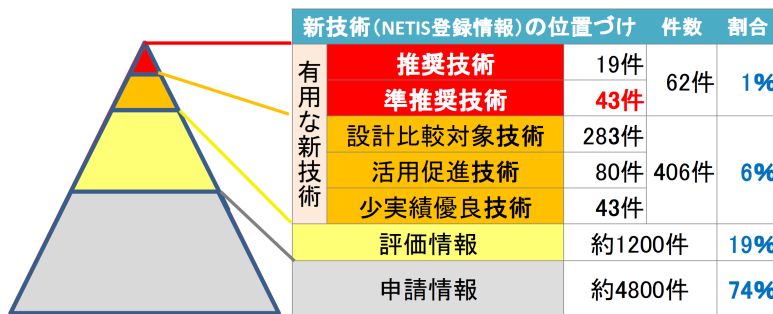 新技術(NETIS登録情報)の位置づけ 件数 割合
有用な新技術
推奨技術 19件
62件 1%
準推奨技術 43件
設計比較対象技術 283件
活用促進技術 80件 406件 6%
少実績優良技術 43件
評価情報 約1200件 19%
申請情報 約4800件 74%